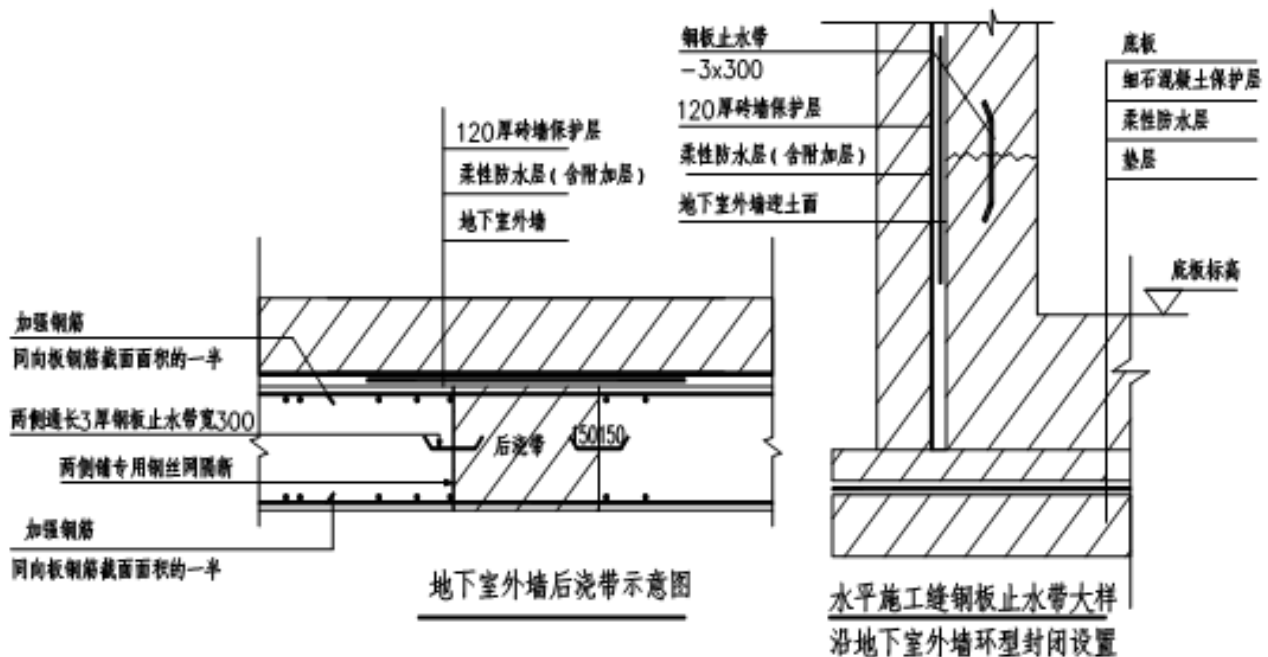 120厚砖墙保护层
柔性防水层(含附加层)
地下室外墙
加强钢筋
同向板钢筋截面面积的一半
两侧通长3厚钢板止水带宽300
后浇带
150150
两侧铺专用钢丝网隔断
加强钢筋
同向板钢筋截面面积的一半
地下室外墙后浇带示意图
钢板止水带
-3x300
120厚砖墙保护层
柔性防水层(含附加层)
地下室外墙迎土面
底板
细石混凝土保护层
柔性防水层
垫层
底板标高
水平施工缝钢板止水带大样
沿地下室外墙环型封闭设置